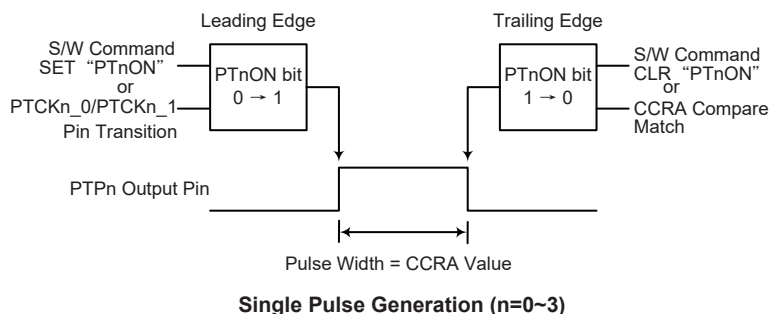 Leading Edge
Trailing Edge
S/W Command
SET “PTnON”
or
PTCKn_0/PTCKn_1
Pin Transition
PTnON bit
0 → 1
PTnON bit
1 → 0
S/W Command
CLR “PTnON”
or
CCRA Compare
Match
PTPn Output Pin
Pulse Width = CCRA Value
Single Pulse Generation (n=0~3)